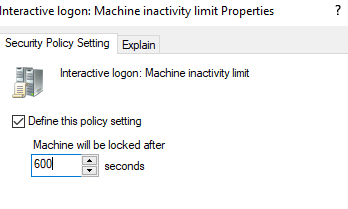 Interactive logon: Machine inactivity limit Properties ?
Security Policy Setting Explain
Interactive logon: Machine inactivity limit
Define this policy setting
Machine will be locked after
600 seconds